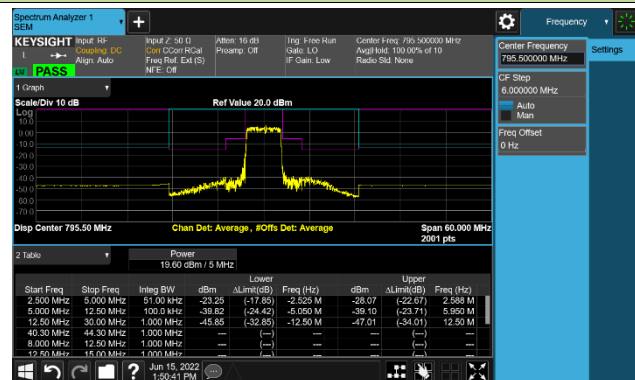 Spectrum Analyzer 1
SEM
Frequency
KEYSIGHT Input: RF
Coupling: DC
Align: Auto
Input Z: 50 Ω
Corr CCorr RCal
Freq Ref: Ext (S)
NFE: Off
Atten: 16 dB
Preamp: Off
Trig: Free Run
Gate: LO
IF Gain: Low
Center Freq: 795.500000 MHz
Avg|Hold: 100.00% of 10
Radio Std: None
L
LV PASS
Center Frequency
795.500000 MHz
Settings
CF Step
6.000000 MHz
Auto
Man
Freq Offset
0 Hz
1 Graph
Scale/Div 10 dB
Ref Value 20.0 dBm
Log
10.0
0.00
-10.0
-20.0
-30.0
-40.0
-50.0
-60.0
-70.0
Disp Center 795.50 MHz
Chan Det: Average , #Offs Det: Average
Span 60.000 MHz
2001 pts
2 Table
Power
19.60 dBm / 5 MHz
Lower Upper
Start Freq Stop Freq Integ BW dBm ΔLimit(dB) Freq (Hz) dBm ΔLimit(dB) Freq (Hz)
2.500 MHz 5.000 MHz 51.00 kHz -23.25 (-17.85) -2.525 M -28.07 (-22.67) 2.588 M
5.000 MHz 12.50 MHz 100.0 kHz -39.82 (-24.42) -5.050 M -39.10 (-23.71) 5.950 M
12.50 MHz 30.00 MHz 1.000 MHz -45.85 (-32.85) -12.50 M -47.01 (-34.01) 12.50 M
40.30 MHz 44.30 MHz 1.000 MHz --- (---) --- --- (---) ---
8.000 MHz 12.50 MHz 1.000 MHz --- (---) --- --- (---) ---
12.50 MHz 15.00 MHz 1.000 MHz --- (---) --- --- (---) ---
Jun 15, 2022
1:50:41 PM